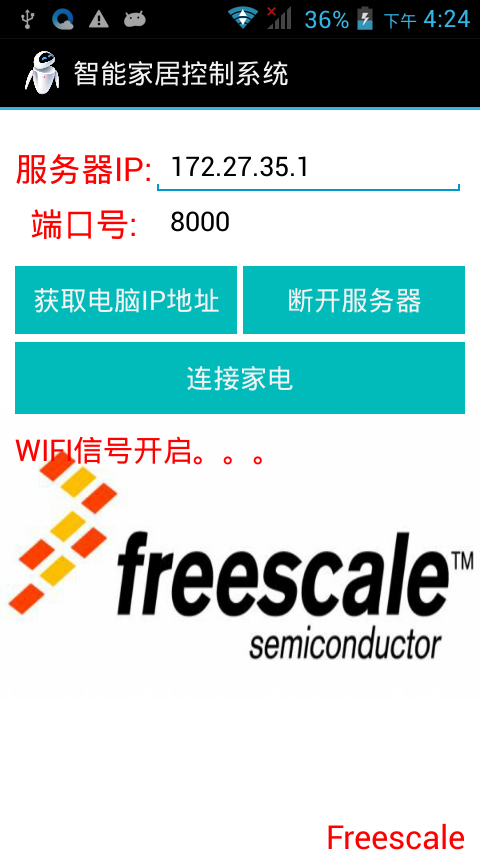 36% 下午 4:24
智能家居控制系统
服务器IP: 172.27.35.1
端口号: 8000
获取电脑IP地址 断开服务器
连接家电
WIFI信号开启。。。
freescale™
semiconductor
Freescale